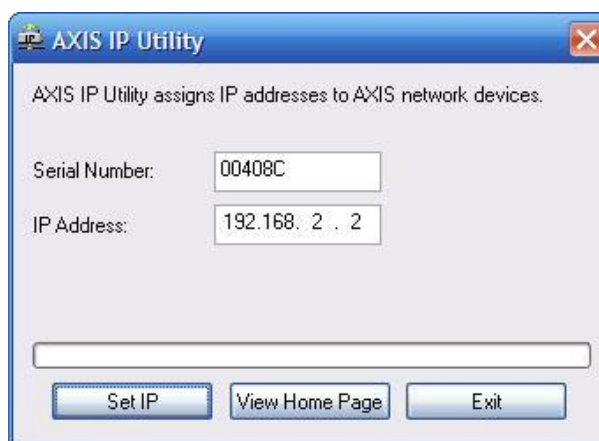 AXIS IP Utility
AXIS IP Utility assigns IP addresses to AXIS network devices.
Serial Number: 00408C
IP Address: 192.168. 2 . 2
Set IP View Home Page Exit